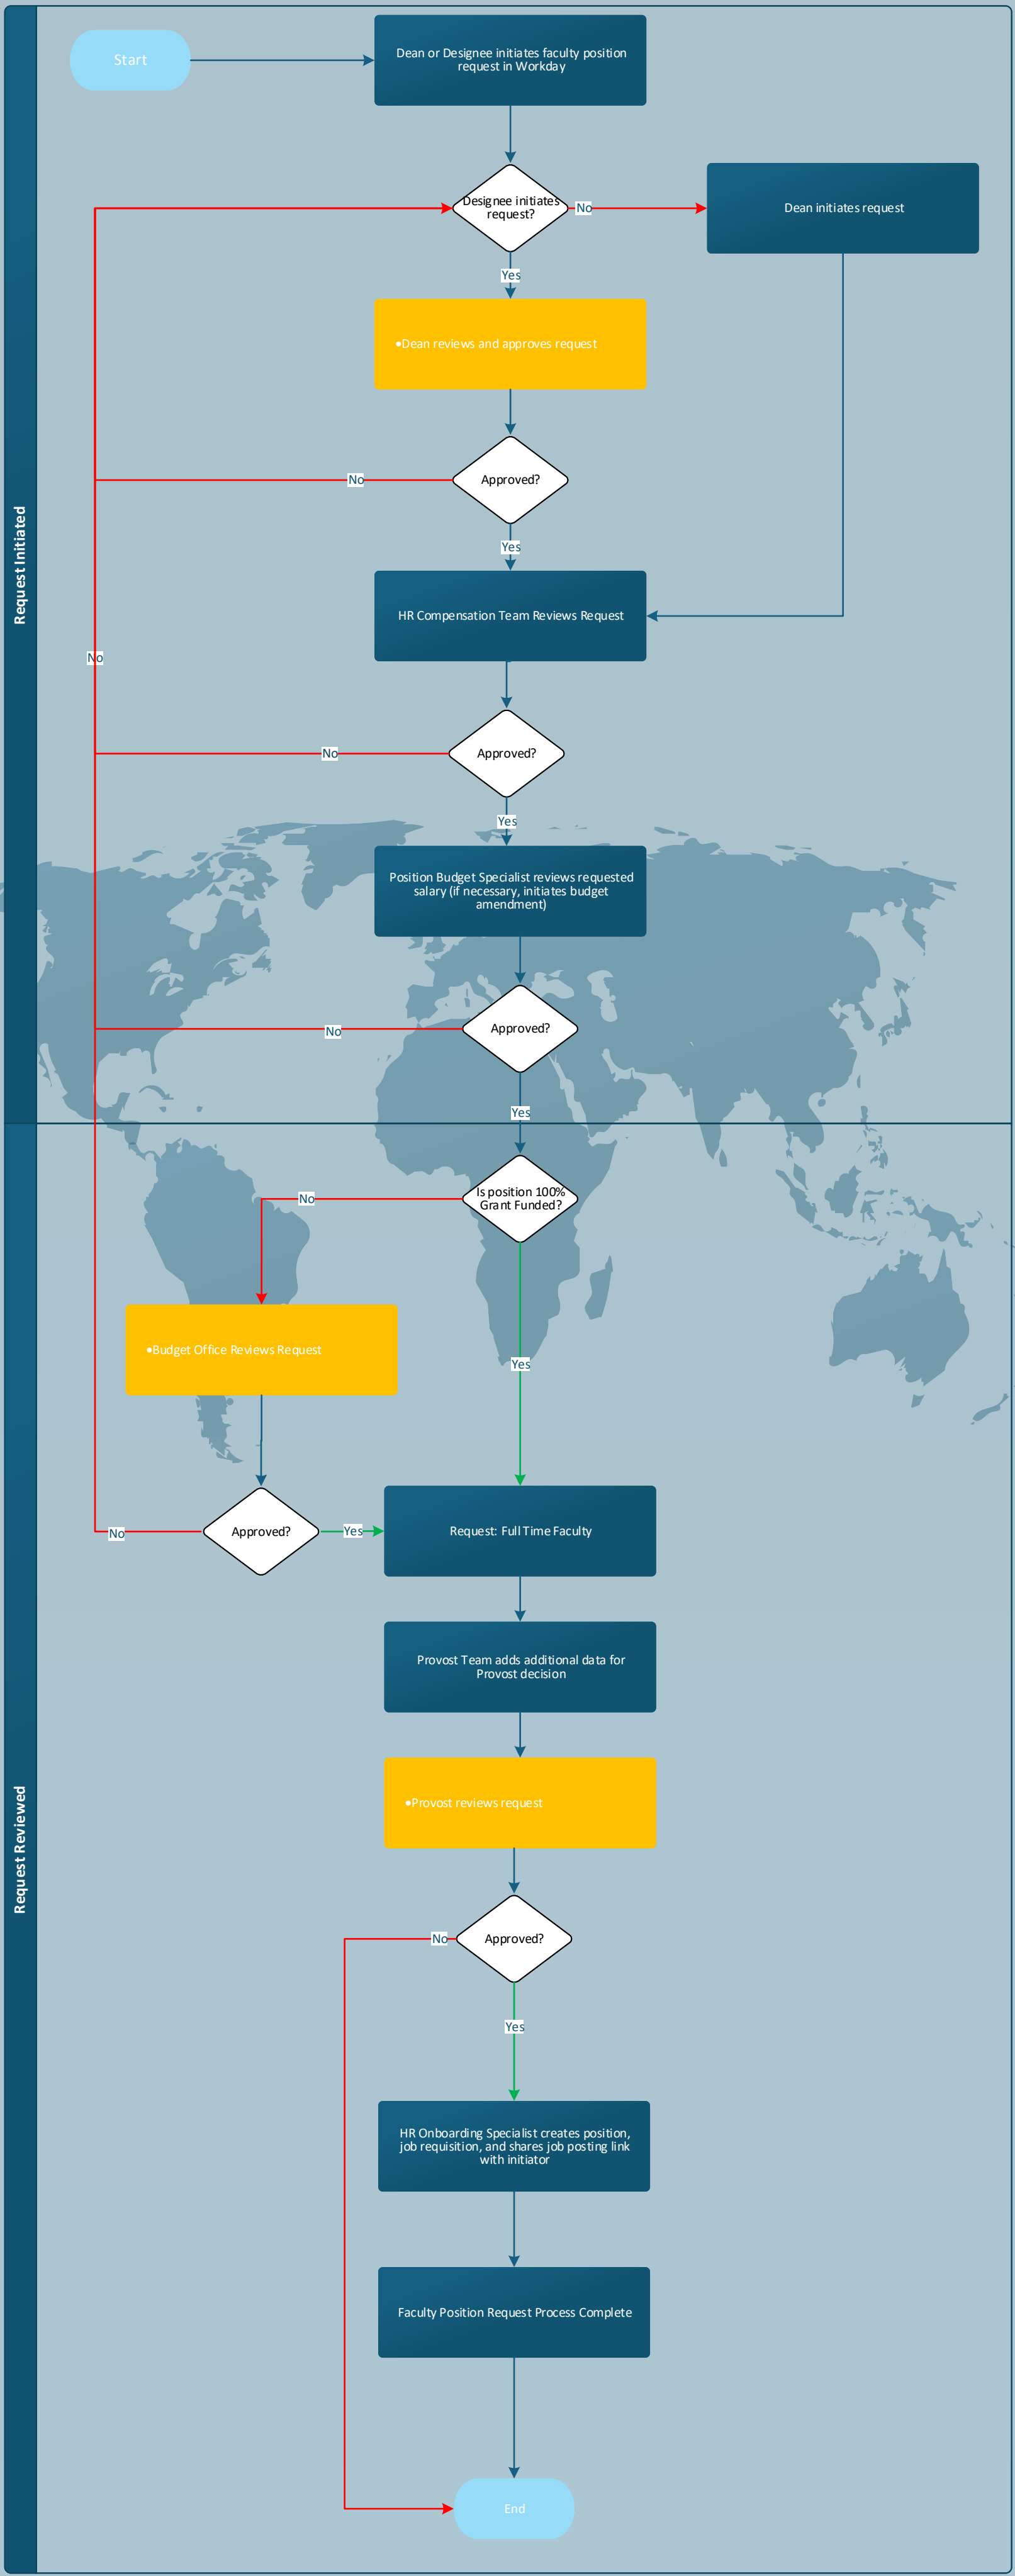 Start
Dean or Designee initiates faculty position
request in Workday
Designee initiates
request?
No
Dean initiates request
Yes
•Dean reviews and approves request
Approved?
No
Yes
Request Initiated
HR Compensation Team Reviews Request
No
Approved?
No
Yes
Position Budget Specialist reviews requested
salary (if necessary, initiates budget
amendment)
Approved?
No
Yes
Is position 100%
Grant Funded?
No
•Budget Office Reviews Request
Yes
Approved?
No
Yes
Request: Full Time Faculty
Provost Team adds additional data for
Provost decision
Request Reviewed
•Provost reviews request
Approved?
No
Yes
HR Onboarding Specialist creates position,
job requisition, and shares job posting link
with initiator
Faculty Position Request Process Complete
End